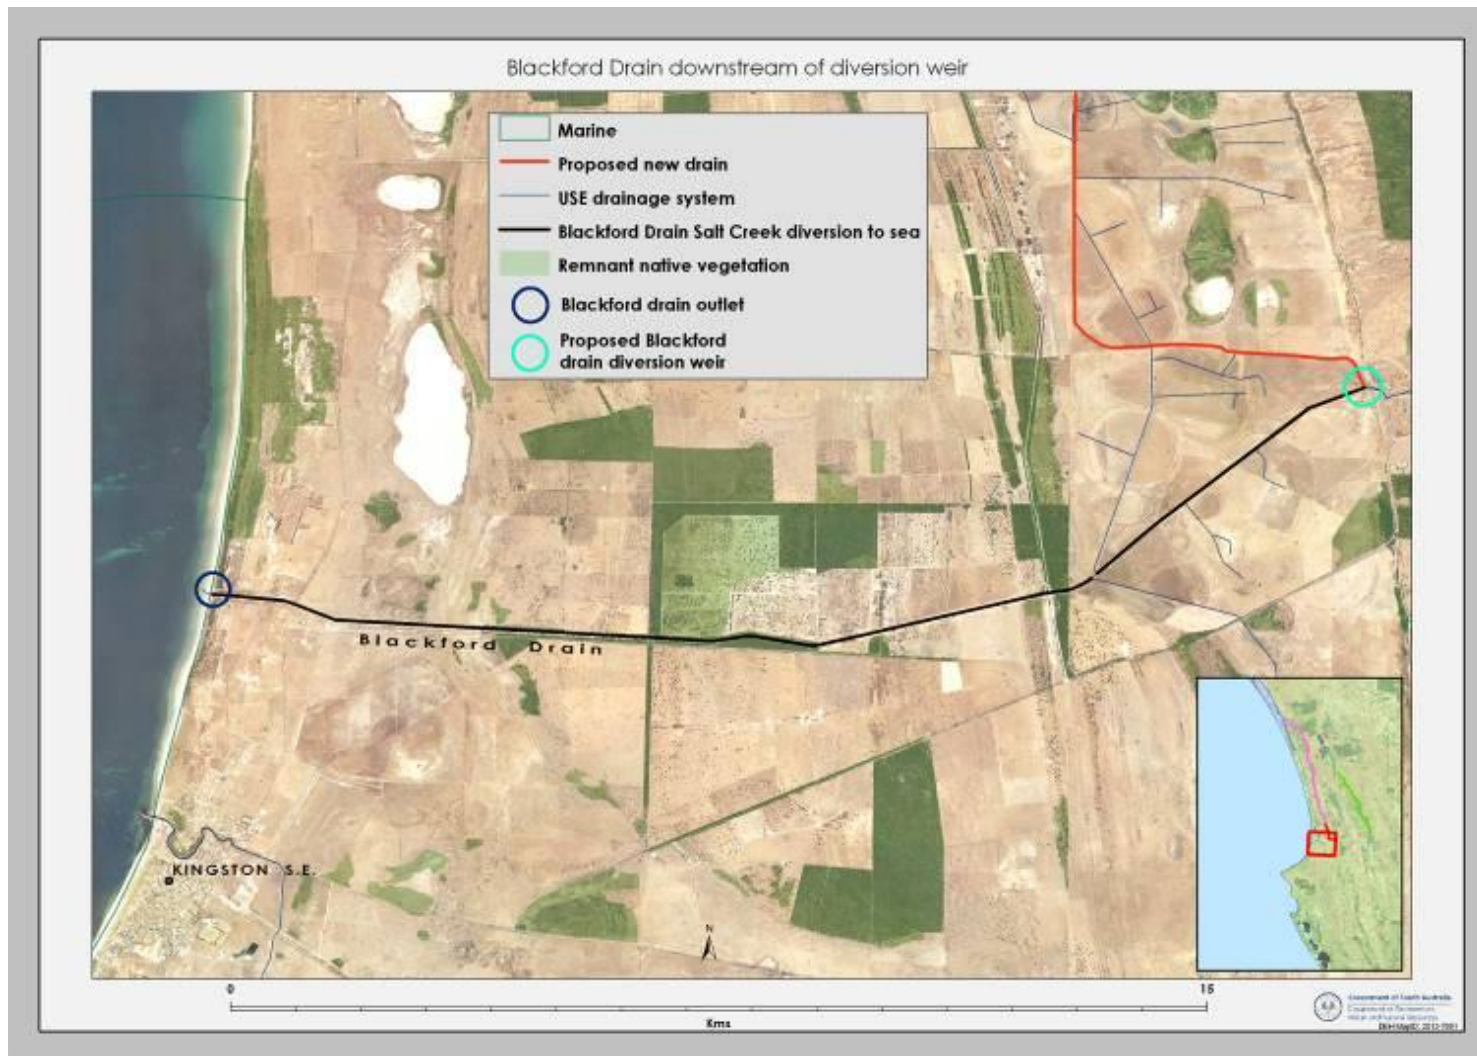 Blackford Drain downstream of diversion weir
Marine
Proposed new drain
USE drainage system
Blackford Drain Salt Creek diversion to sea
Remnant native vegetation
Blackford drain outlet
Proposed Blackford
drain diversion weir
Blackford Drain
KINGSTON S.E.
N
0 15
Kms
Government of South Australia